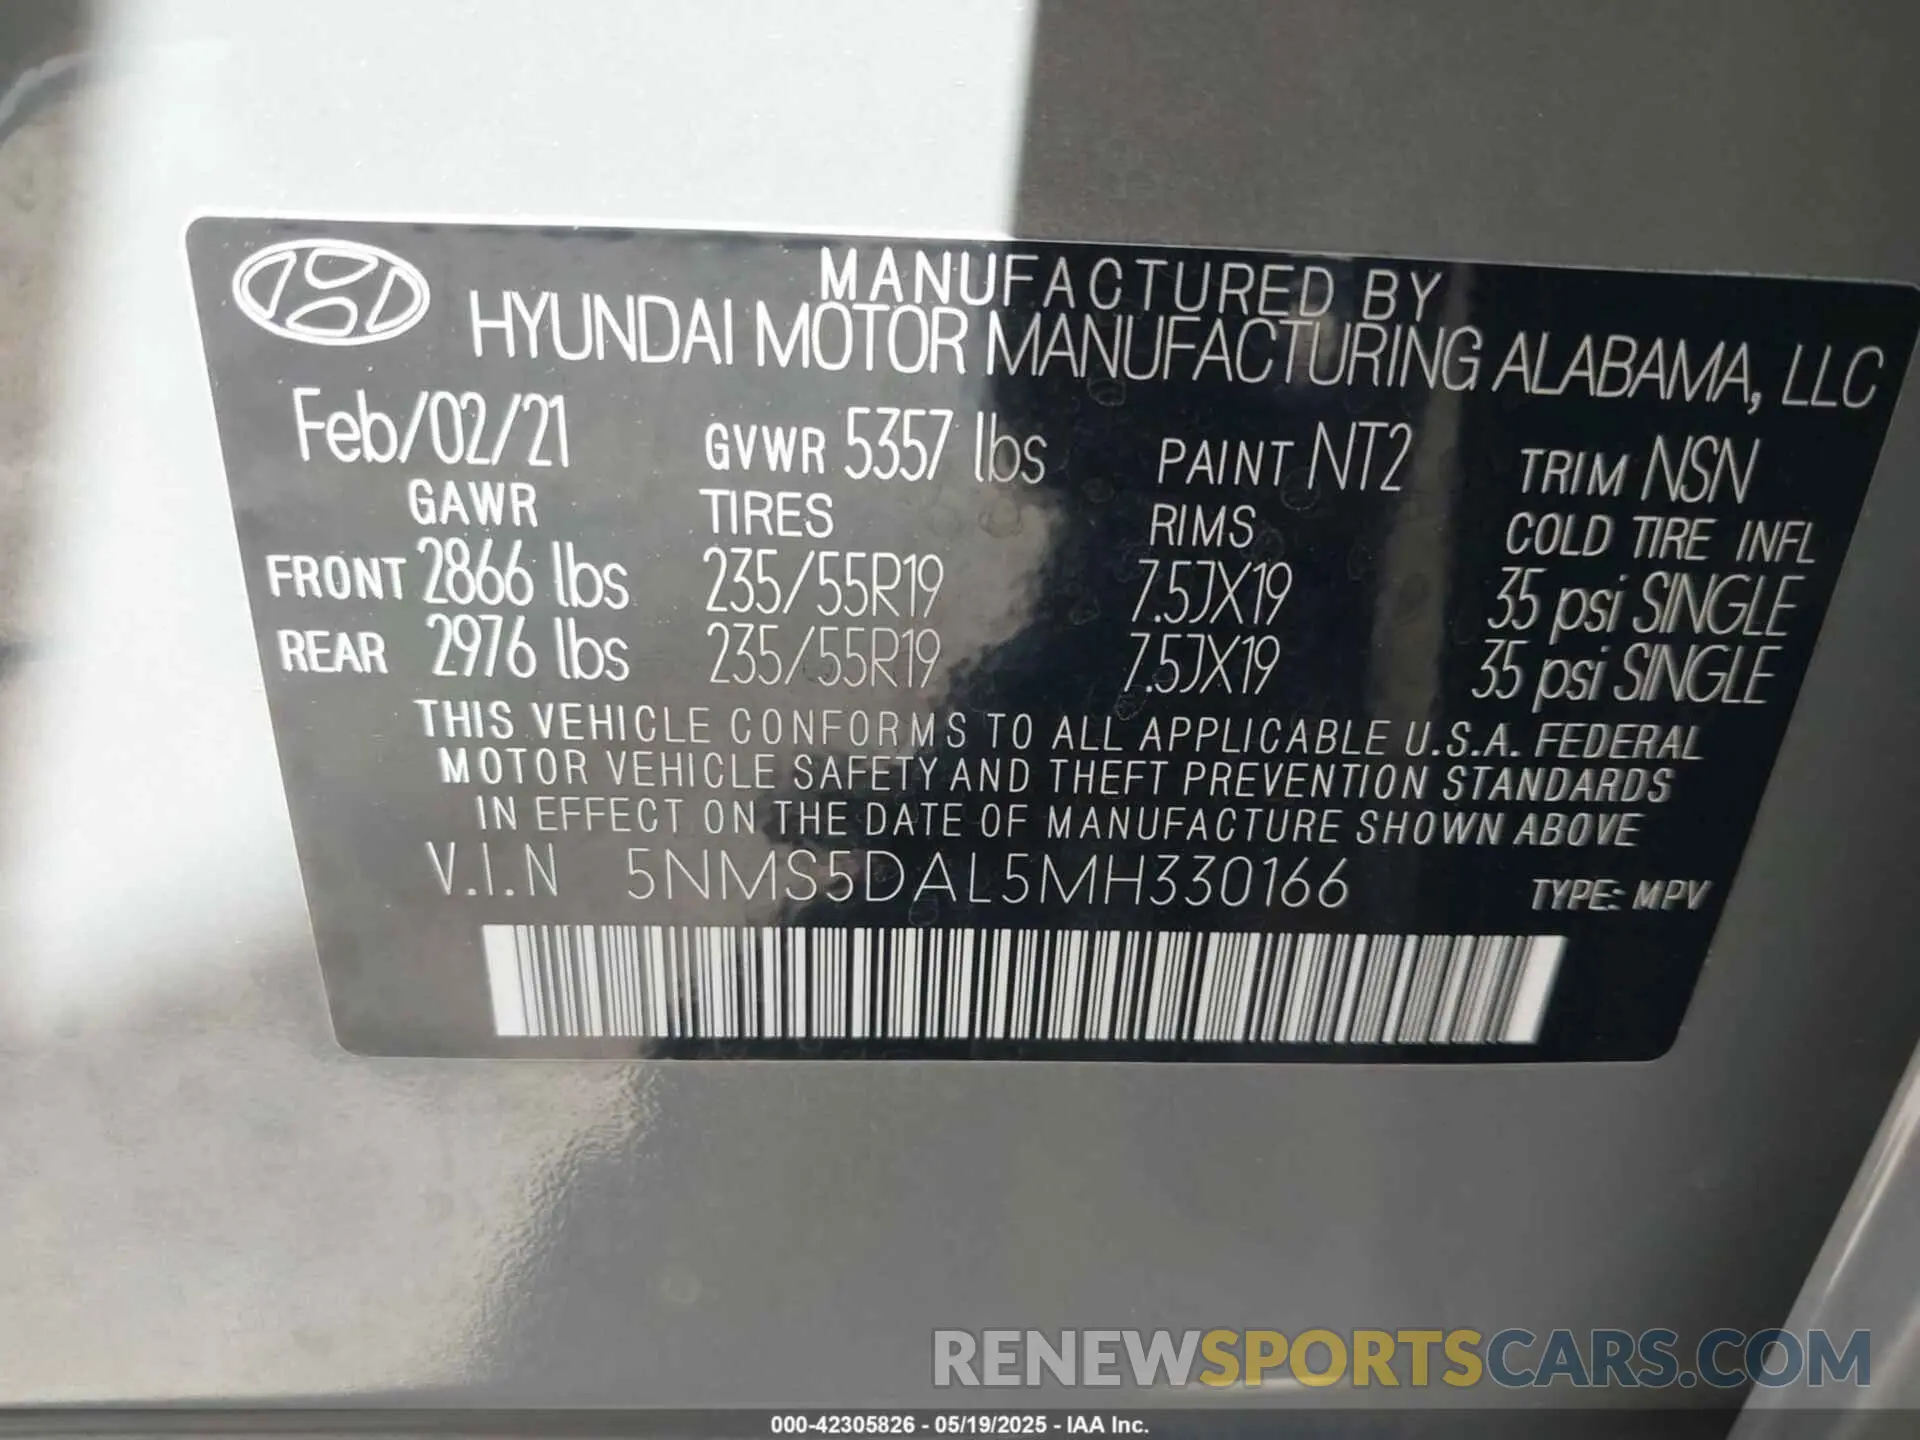 MANUFACTURED BY
HYUNDAI MOTOR MANUFACTURING ALABAMA, LLC
Feb/02/21 GVWR 5357 lbs PAINT NT2 TRIM NSN
GAWR TIRES RIMS COLD TIRE INFL
FRONT 2866 lbs 235/55R19 7.5JX19 35 psi SINGLE
REAR 2976 lbs 235/55R19 7.5JX19 35 psi SINGLE
THIS VEHICLE CONFORMS TO ALL APPLICABLE U.S.A. FEDERAL
MOTOR VEHICLE SAFETY AND THEFT PREVENTION STANDARDS
IN EFFECT ON THE DATE OF MANUFACTURE SHOWN ABOVE
V.I.N 5NMS5DAL5MH330166 TYPE: MPV
RENEWSPORTSCARS.COM
000-42305826 - 05/19/2025 - IAA Inc.